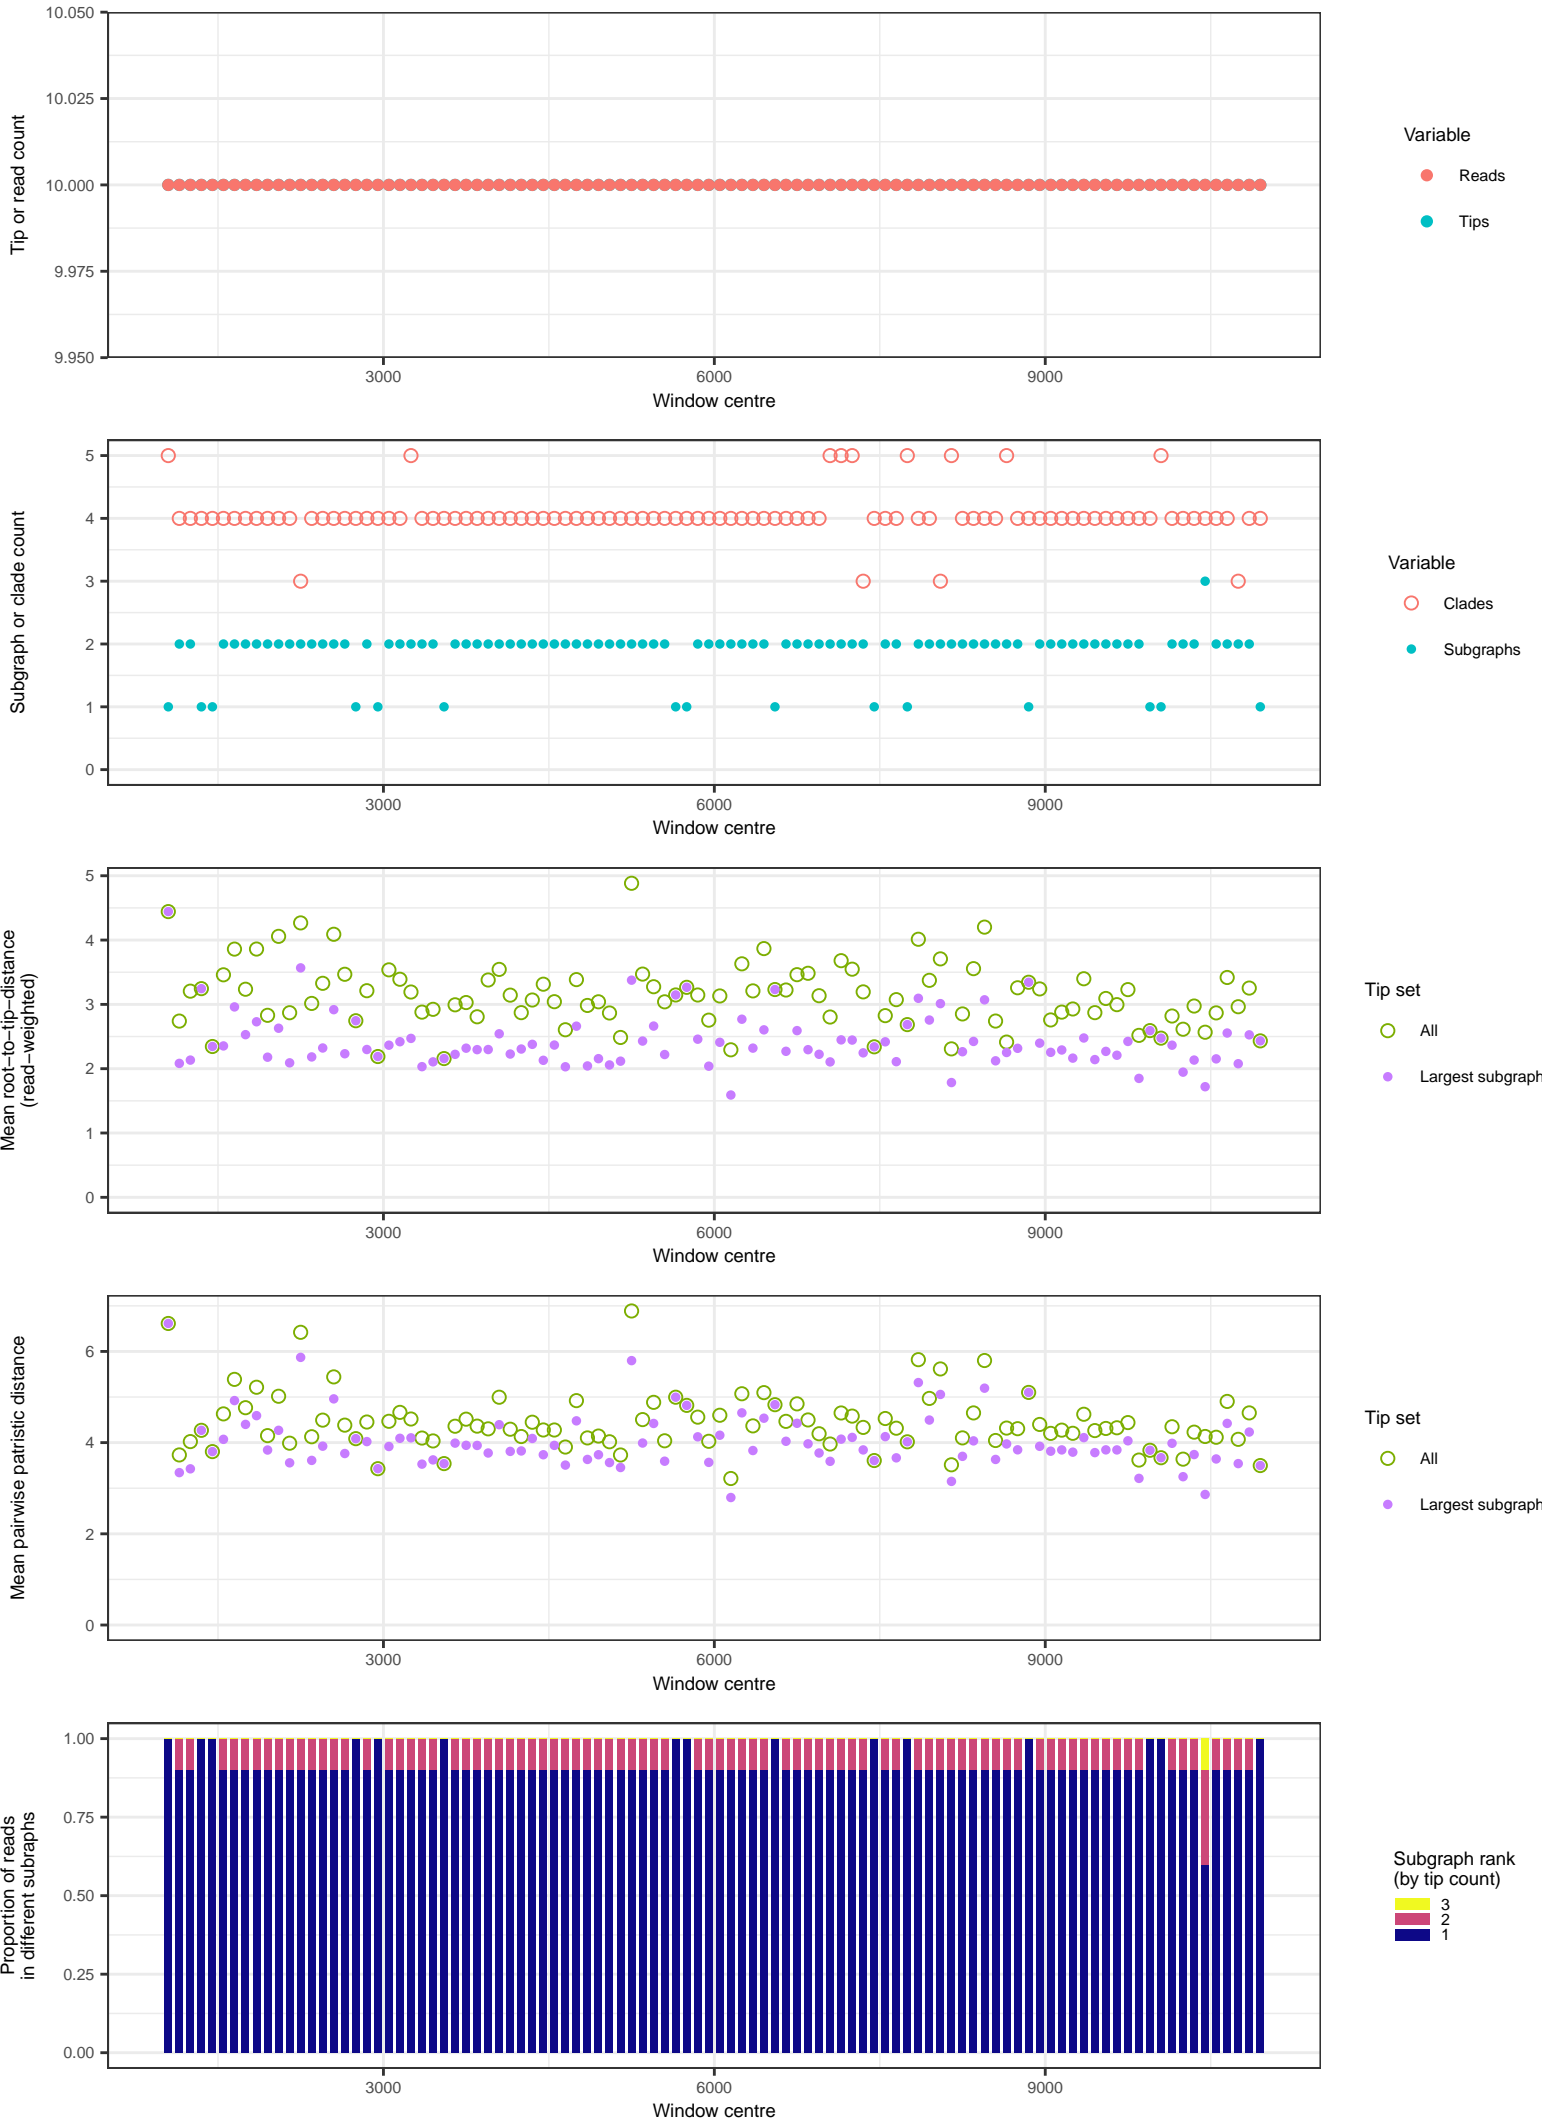 10.050
10.025
10.000
9.975
9.950
Tip or read count
3000 6000 9000
Window centre
Variable
Reads
Tips
5
4
3
2
1
0
Subgraph or clade count
3000 6000 9000
Window centre
Variable
Clades
Subgraphs
5
4
3
2
1
0
Mean root−to−tip−distance
(read−weighted)
3000 6000 9000
Window centre
Tip set
All
Largest subgraph
6
4
2
0
Mean pairwise patristic distance
3000 6000 9000
Window centre
Tip set
All
Largest subgraph
1.00
0.75
0.50
0.25
0.00
Proportion of reads
in different subraphs
3000 6000 9000
Window centre
Subgraph rank
(by tip count)
3
2
1